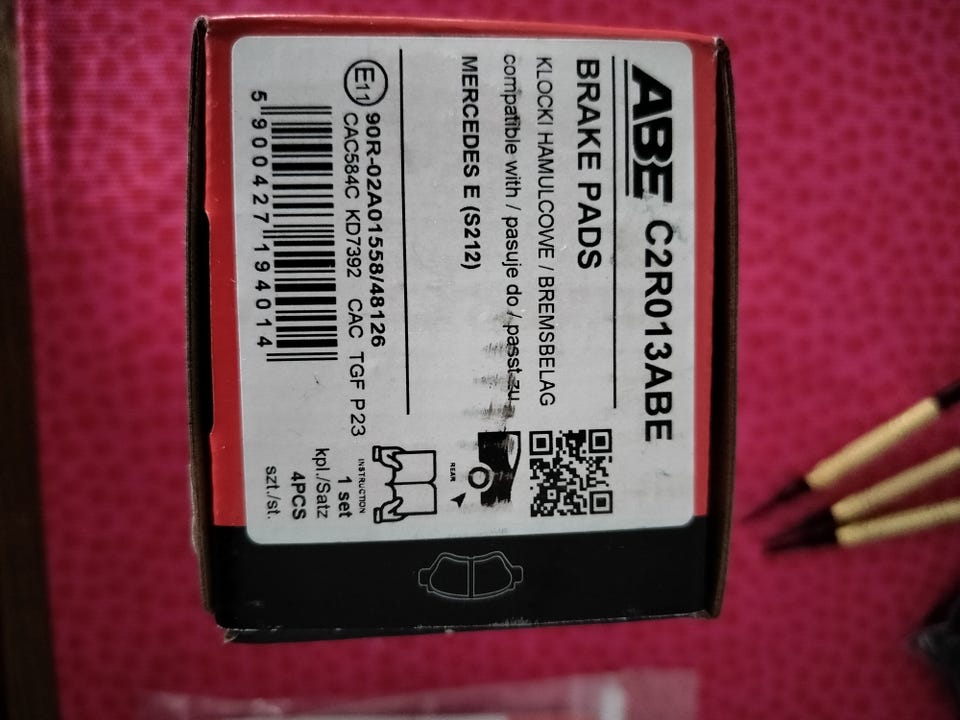 ABE C2R013ABE
BRAKE PADS
KLOCKI HAMULCOWE / BREMSBELAG
compatible with / pasuje do / passt zu
MERCEDES E (S212)
REAR
E11 90R-02A01558/48126
CAC584C KD7392 CAC TGF P23
5 900427 194014
INSTRUCTION
1 set
kpl./Satz
4PCS
szt./st.